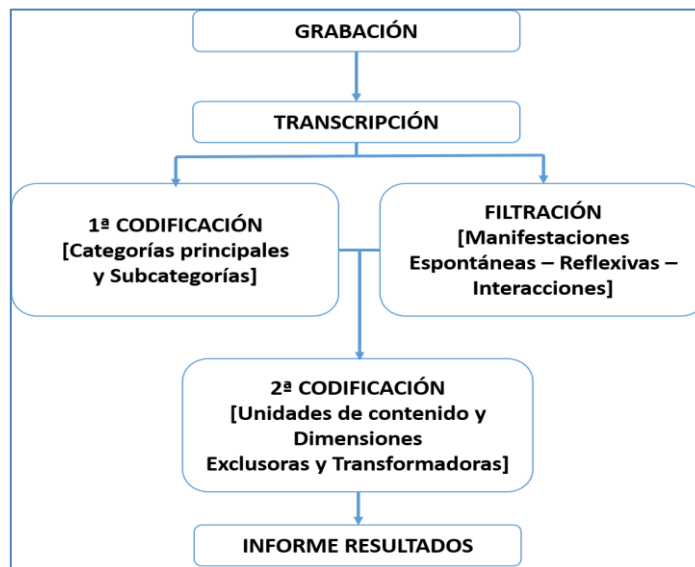 GRABACIÓN
TRANSCRIPCIÓN
1ª CODIFICACIÓN
[Categorías principales
y Subcategorías]
FILTRACIÓN
[Manifestaciones
Espontáneas – Reflexivas –
Interacciones]
2ª CODIFICACIÓN
[Unidades de contenido y
Dimensiones
Exclusoras y Transformadoras]
INFORME RESULTADOS